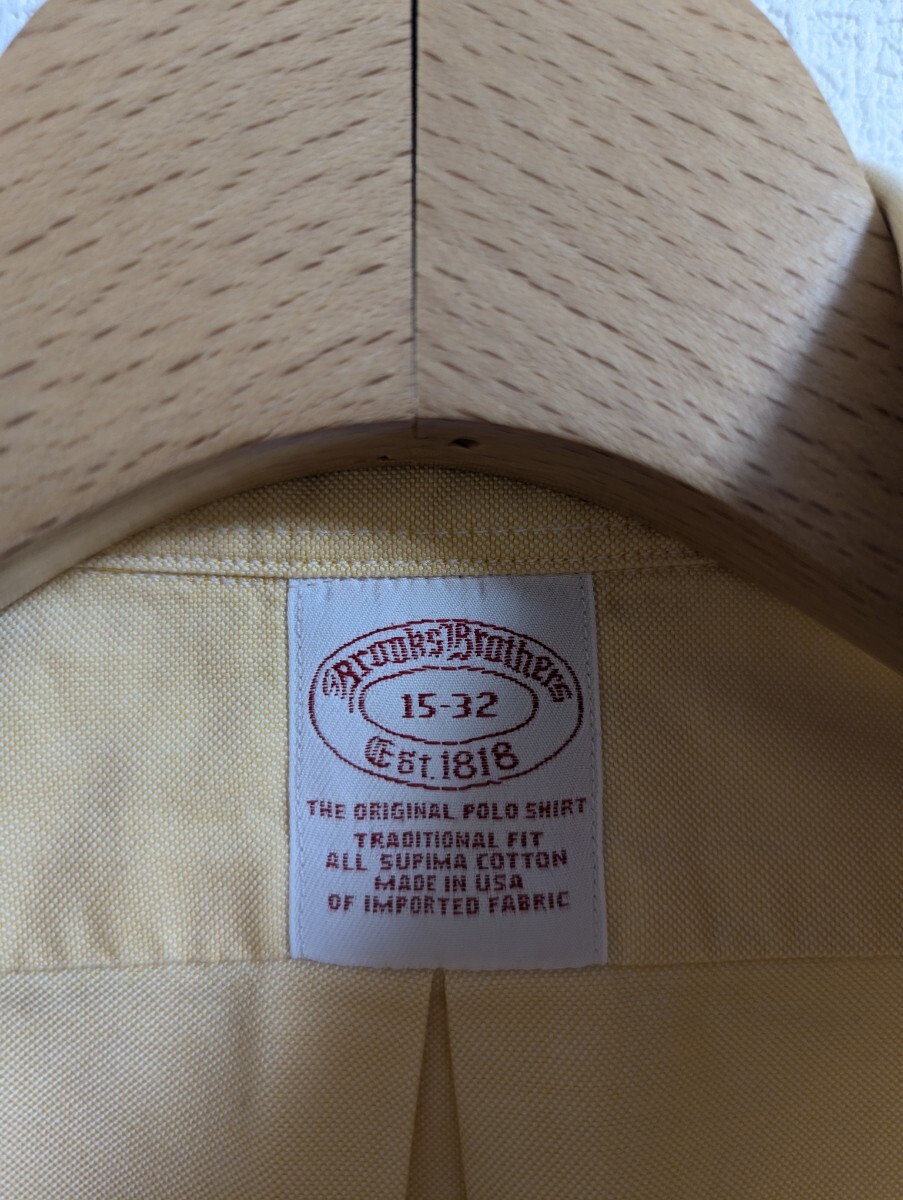 Brooks Brothers
15-32
Est. 1818
THE ORIGINAL POLO SHIRT
TRADITIONAL FIT
ALL SUPIMA COTTON
MADE IN USA
OF IMPORTED FABRIC